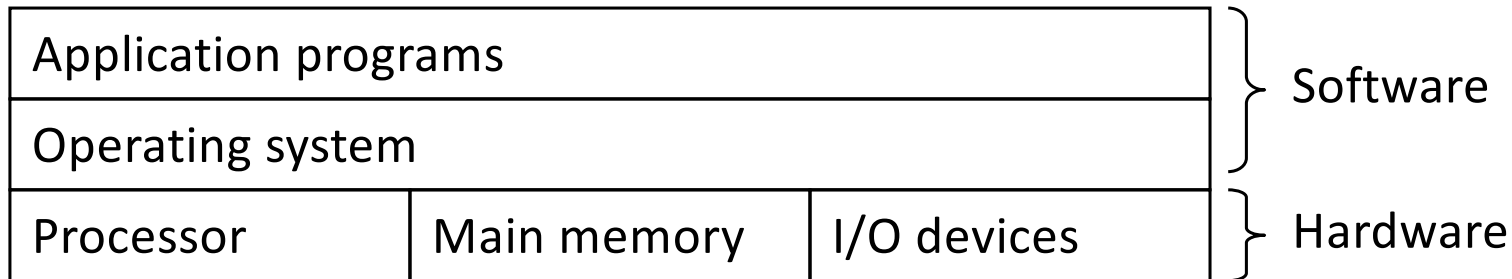 Application programs
Software
Operating system
Processor Main memory I/O devices Hardware